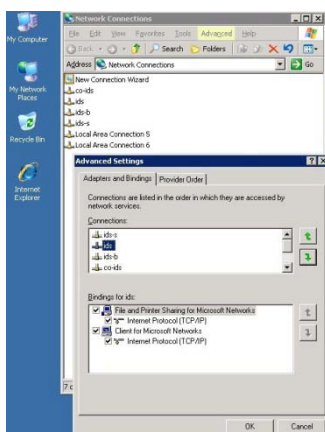 My Computer
My Network
Places
Recycle Bin
Internet
Explorer
Network Connections
File Edit View Favorites Tools Advanced Help
Back Search Folders
Address Network Connections Go
New Connection Wizard
co-ids
ids
ids-b
ids-s
Local Area Connection 5
Local Area Connection 6
Advanced Settings
Adapters and Bindings Provider Order
Connections are listed in the order in which they are accessed by
network services.
Connections:
ids-s
ids
ids-b
co-ids
Bindings for ids:
File and Printer Sharing for Microsoft Networks
Internet Protocol (TCP/IP)
Client for Microsoft Networks
Internet Protocol (TCP/IP)
OK Cancel